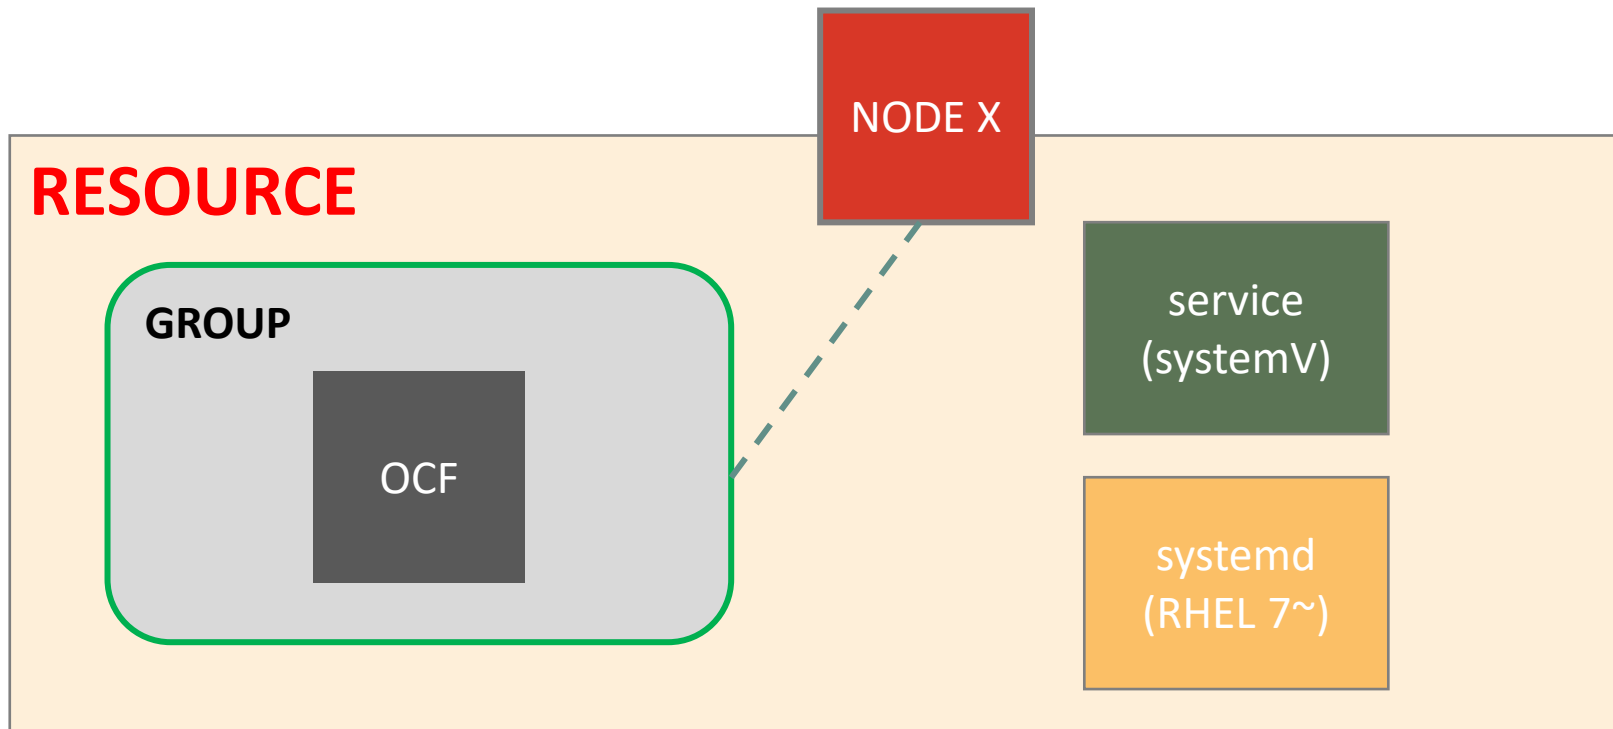 NODE X
RESOURCE
GROUP
OCF
service
(systemV)
systemd
(RHEL 7~)